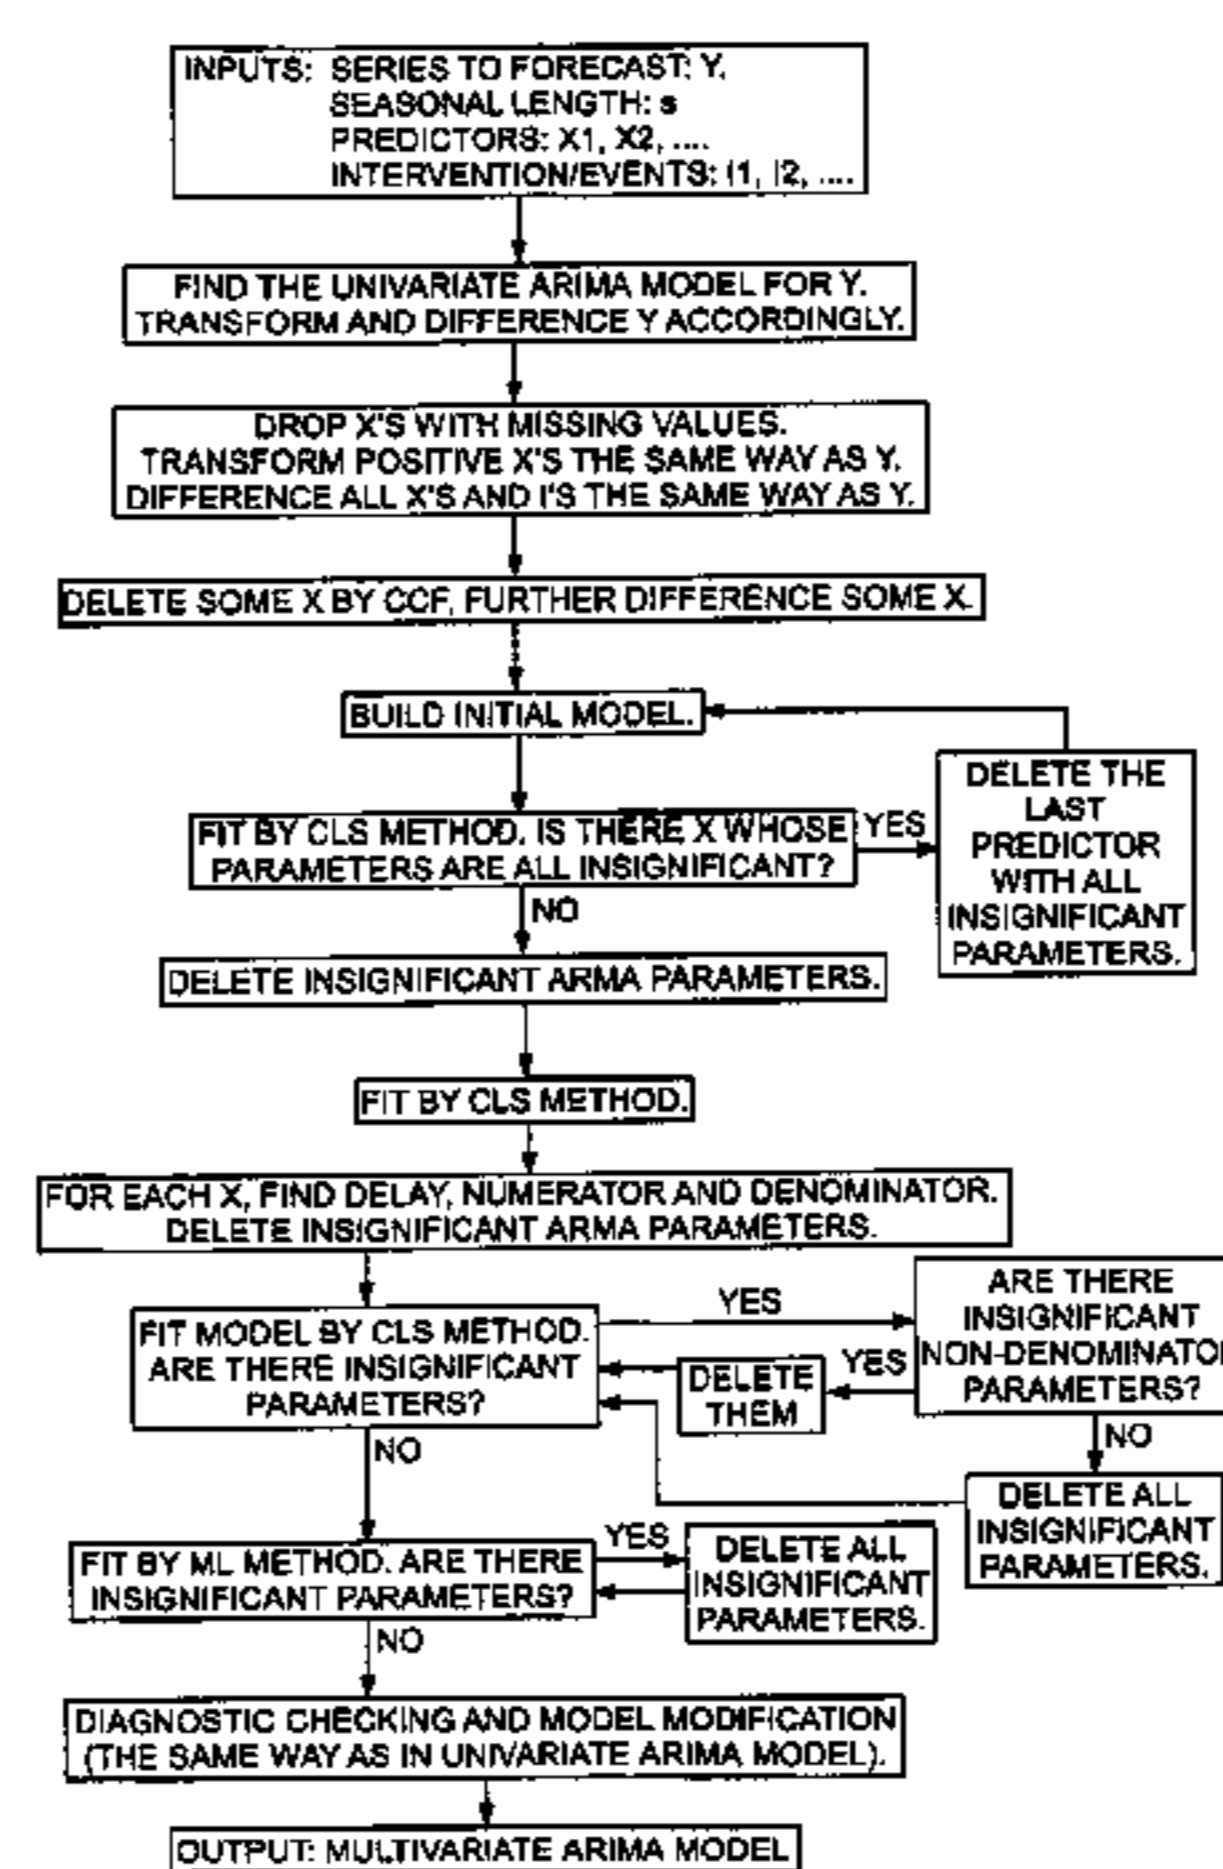 INPUTS: SERIES TO FORECAST: Y.
SEASONAL LENGTH: s
PREDICTORS: X1, X2, ....
INTERVENTION/EVENTS: I1, I2, ....
FIND THE UNIVARIATE ARIMA MODEL FOR Y.
TRANSFORM AND DIFFERENCE Y ACCORDINGLY.
DROP X'S WITH MISSING VALUES.
TRANSFORM POSITIVE X'S THE SAME WAY AS Y.
DIFFERENCE ALL X'S AND I'S THE SAME WAY AS Y.
DELETE SOME X BY CCF, FURTHER DIFFERENCE SOME X.
BUILD INITIAL MODEL.
FIT BY CLS METHOD. IS THERE X WHOSE
PARAMETERS ARE ALL INSIGNIFICANT?
YES
DELETE THE
LAST
PREDICTOR
WITH ALL
INSIGNIFICANT
PARAMETERS.
NO
DELETE INSIGNIFICANT ARMA PARAMETERS.
FIT BY CLS METHOD.
FOR EACH X, FIND DELAY, NUMERATOR AND DENOMINATOR.
DELETE INSIGNIFICANT ARMA PARAMETERS.
FIT MODEL BY CLS METHOD.
ARE THERE INSIGNIFICANT
PARAMETERS?
YES
ARE THERE
INSIGNIFICANT
NON-DENOMINATOR
PARAMETERS?
YES
DELETE
THEM
NO
DELETE ALL
INSIGNIFICANT
PARAMETERS.
NO
FIT BY ML METHOD. ARE THERE
INSIGNIFICANT PARAMETERS?
YES
DELETE ALL
INSIGNIFICANT
PARAMETERS.
NO
DIAGNOSTIC CHECKING AND MODEL MODIFICATION
(THE SAME WAY AS IN UNIVARIATE ARIMA MODEL).
OUTPUT: MULTIVARIATE ARIMA MODEL